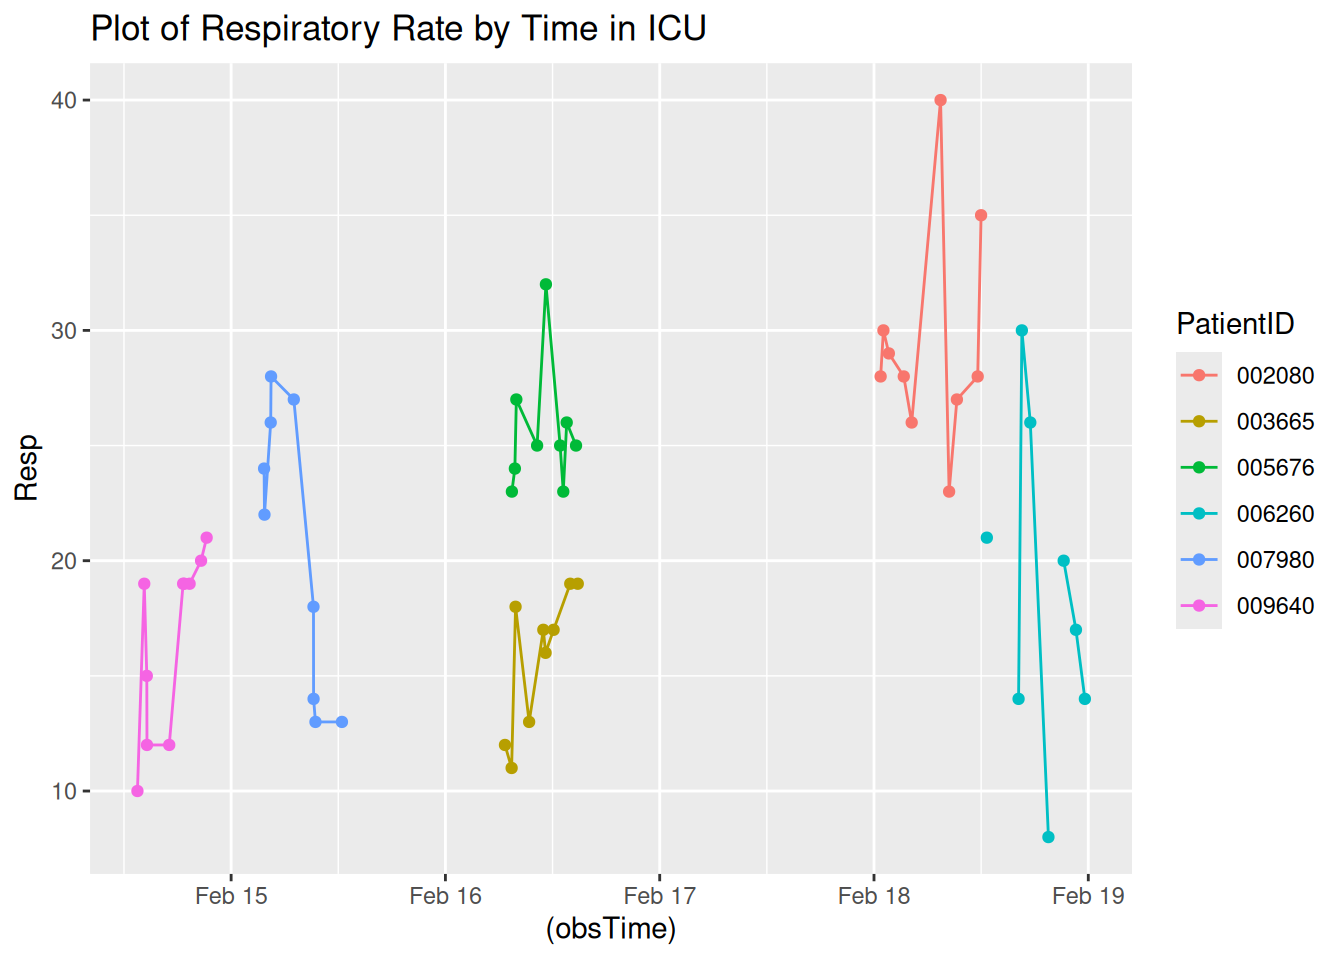 Plot of Respiratory Rate by Time in ICU
40
30
20
10
Resp
Feb 15
Feb 16
Feb 17
Feb 18
Feb 19
(obsTime)
PatientID
002080
003665
005676
006260
007980
009640